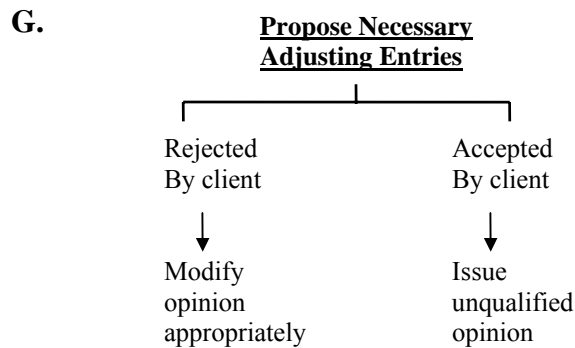 G.
Propose Necessary
Adjusting Entries
Rejected
By client
Accepted
By client
Modify
opinion
appropriately
Issue
unqualified
opinion